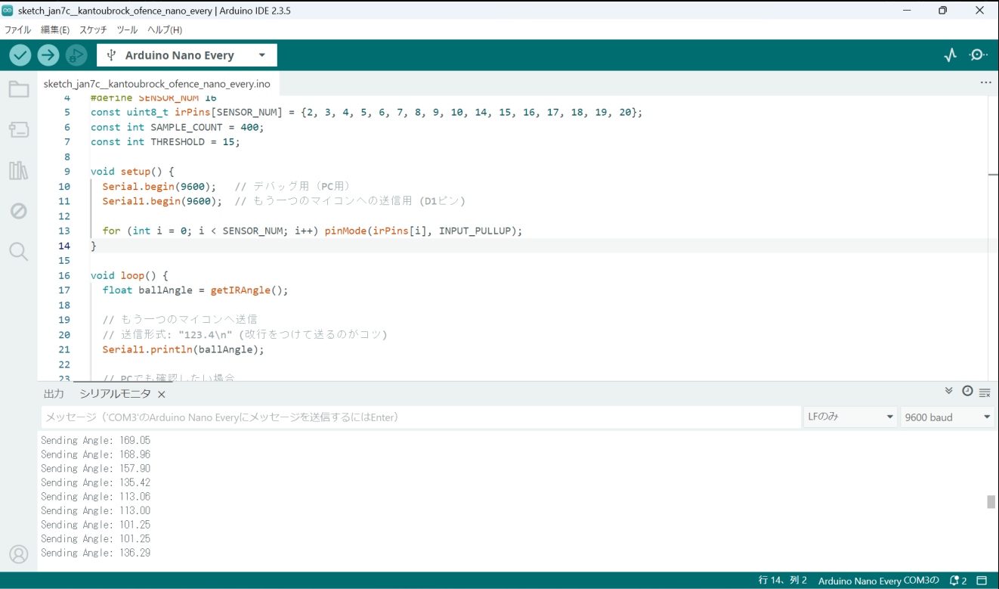 sketch_jan7c__kantoubrock_ofence_nano_every | Arduino IDE 2.3.5
ファイル 編集(E) スケッチ ツール ヘルプ(H)
Arduino Nano Every
sketch_jan7c__kantoubrock_ofence_nano_every.ino
4 #define SENSOR_NUM 16
5 const uint8_t irPins[SENSOR_NUM] = {2, 3, 4, 5, 6, 7, 8, 9, 10, 14, 15, 16, 17, 18, 19, 20};
6 const int SAMPLE_COUNT = 400;
7 const int THRESHOLD = 15;
8
9 void setup() {
10 Serial.begin(9600); // デバッグ用（PC用）
11 Serial1.begin(9600); // もう一つのマイコンへの送信用 (D1ピン)
12
13 for (int i = 0; i < SENSOR_NUM; i++) pinMode(irPins[i], INPUT_PULLUP);
14 }
15
16 void loop() {
17 float ballAngle = getIRAngle();
18
19 // もう一つのマイコンへ送信
20 // 送信形式: "123.4\n" (改行をつけて送るのがコツ)
21 Serial1.println(ballAngle);
22
23 // PCでも確認したい場合
出力 シリアルモニタ
メッセージ（'COM3'のArduino Nano Everyにメッセージを送信するにはEnter） LFのみ 9600 baud
Sending Angle: 169.05
Sending Angle: 168.96
Sending Angle: 157.90
Sending Angle: 135.42
Sending Angle: 113.06
Sending Angle: 113.00
Sending Angle: 101.25
Sending Angle: 101.25
Sending Angle: 136.29
行 14、列 2 Arduino Nano Every COM3の 2